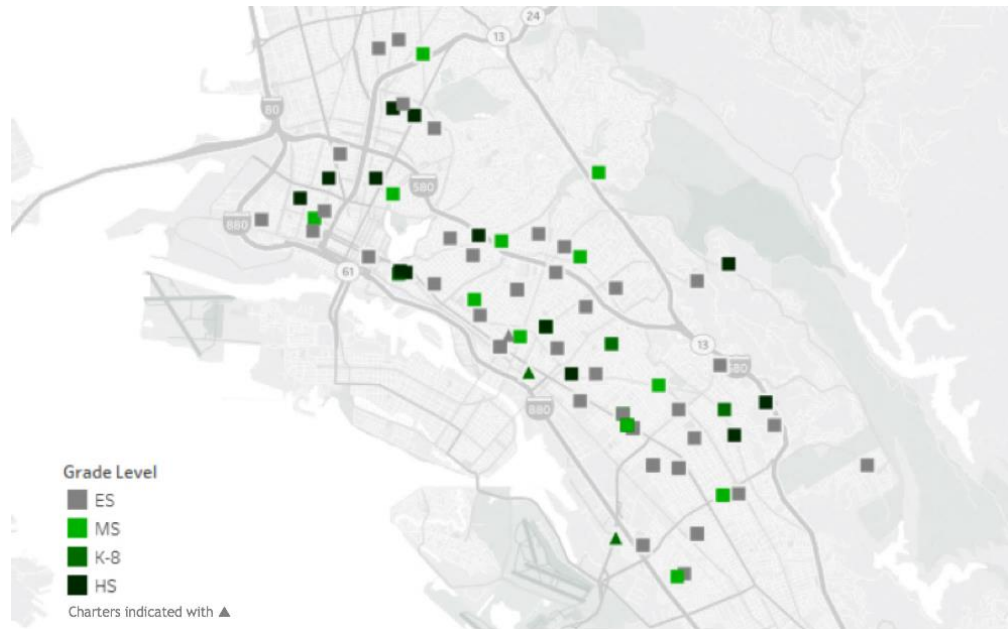 24
13
80
580
880
61
13
580
880
Grade Level
ES
MS
K-8
HS
Charters indicated with ▲